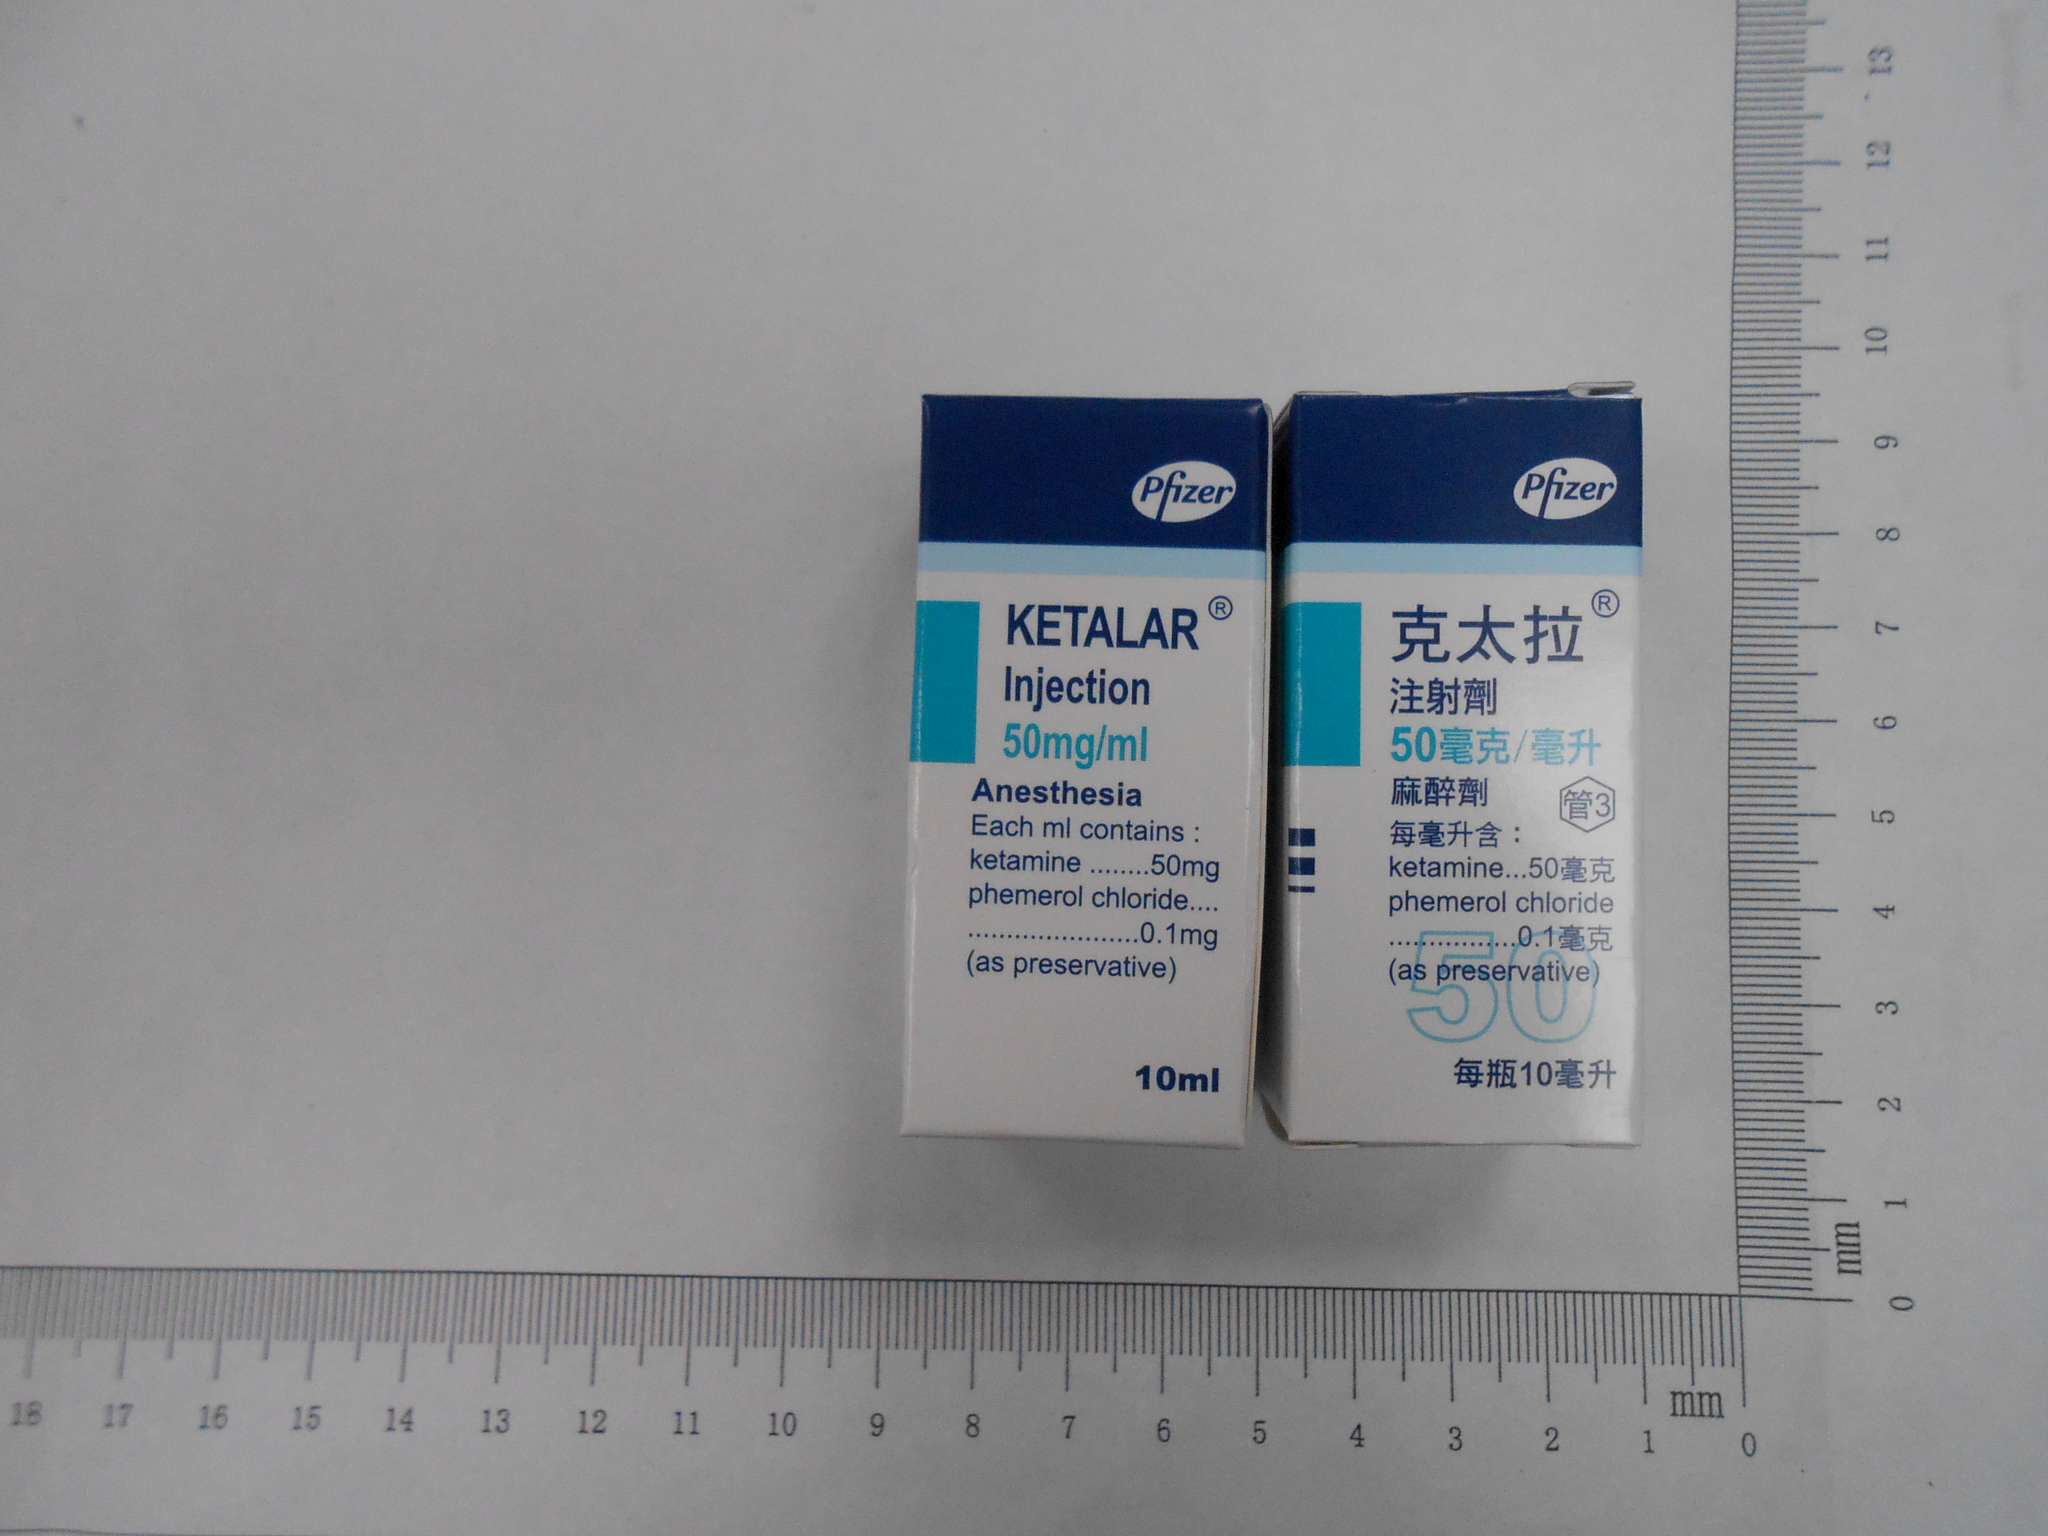 Pfizer
KETALAR®
Injection
50mg/ml
Anesthesia
Each ml contains :
ketamine ........50mg
phemerol chloride....
......................0.1mg
(as preservative)
10ml
Pfizer
克太拉®
注射劑
50毫克/毫升
麻醉劑
管3
每毫升含：
ketamine...50毫克
phemerol chloride
.................0.1毫克
(as preservative)
50
每瓶10毫升
13
12
11
10
9
8
7
6
5
4
3
2
1
mm
0
18 17 16 15 14 13 12 11 10 9 8 7 6 5 4 3 2 1 mm 0